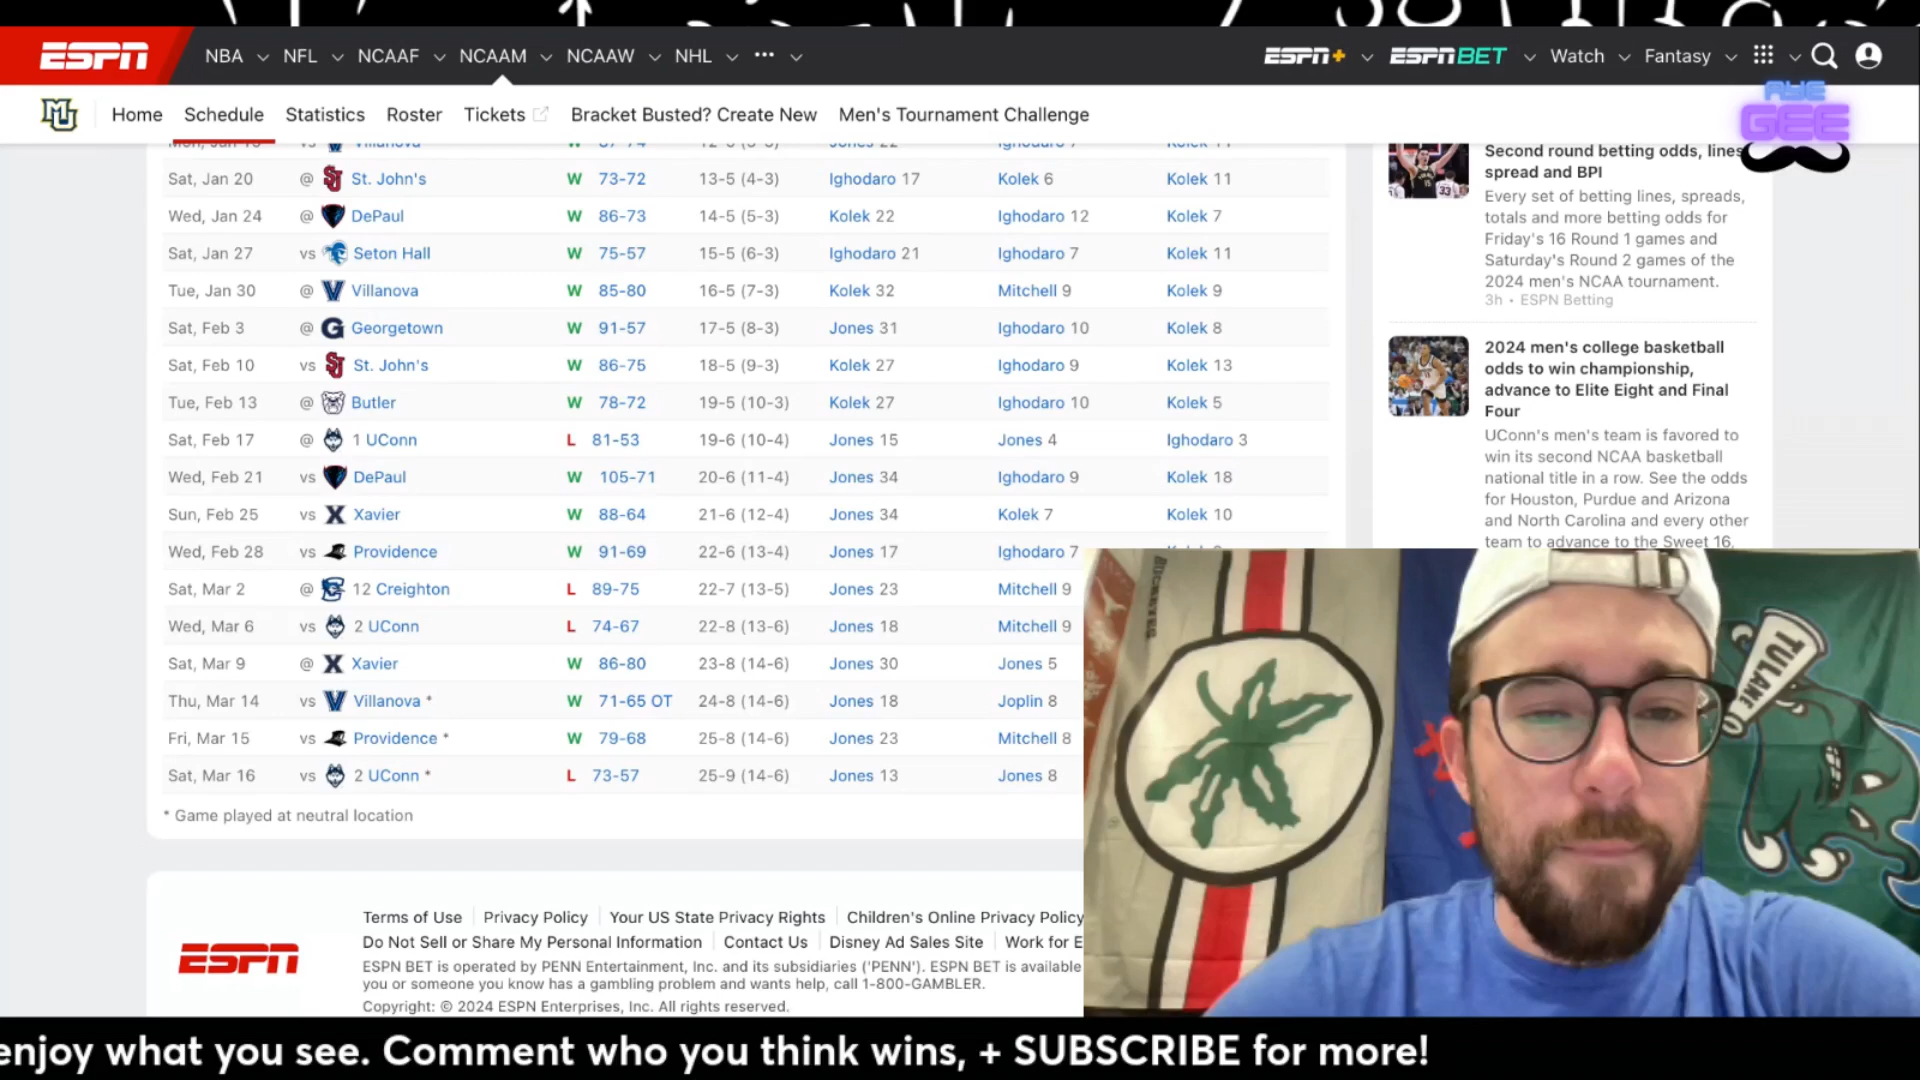 ESPN NBA NFL NCAAF NCAAM NCAAW NHL ESPN+ ESPN BET Watch Fantasy
MU Home Schedule Statistics Roster Tickets Bracket Busted? Create New Men's Tournament Challenge
AYE
GEE
Sat, Jan 20 @ St. John's W 73-72 13-5 (4-3) Ighodaro 17 Kolek 6 Kolek 11
Wed, Jan 24 @ DePaul W 86-73 14-5 (5-3) Kolek 22 Ighodaro 12 Kolek 7
Sat, Jan 27 vs Seton Hall W 75-57 15-5 (6-3) Ighodaro 21 Ighodaro 7 Kolek 11
Tue, Jan 30 @ Villanova W 85-80 16-5 (7-3) Kolek 32 Mitchell 9 Kolek 9
Sat, Feb 3 @ Georgetown W 91-57 17-5 (8-3) Jones 31 Ighodaro 10 Kolek 8
Sat, Feb 10 vs St. John's W 86-75 18-5 (9-3) Kolek 27 Ighodaro 9 Kolek 13
Tue, Feb 13 @ Butler W 78-72 19-5 (10-3) Kolek 27 Ighodaro 10 Kolek 5
Sat, Feb 17 @ 1 UConn L 81-53 19-6 (10-4) Jones 15 Jones 4 Ighodaro 3
Wed, Feb 21 vs DePaul W 105-71 20-6 (11-4) Jones 34 Ighodaro 9 Kolek 18
Sun, Feb 25 vs Xavier W 88-64 21-6 (12-4) Jones 34 Kolek 7 Kolek 10
Wed, Feb 28 vs Providence W 91-69 22-6 (13-4) Jones 17 Ighodaro 7
Sat, Mar 2 @ 12 Creighton L 89-75 22-7 (13-5) Jones 23 Mitchell 9
Wed, Mar 6 vs 2 UConn L 74-67 22-8 (13-6) Jones 18 Mitchell 9
Sat, Mar 9 @ Xavier W 86-80 23-8 (14-6) Jones 30 Jones 5
Thu, Mar 14 vs Villanova * W 71-65 OT 24-8 (14-6) Jones 18 Joplin 8
Fri, Mar 15 vs Providence * W 79-68 25-8 (14-6) Jones 23 Mitchell 8
Sat, Mar 16 vs 2 UConn * L 73-57 25-9 (14-6) Jones 13 Jones 8
* Game played at neutral location
Second round betting odds, lines
spread and BPI
Every set of betting lines, spreads,
totals and more betting odds for
Friday's 16 Round 1 games and
Saturday's Round 2 games of the
2024 men's NCAA tournament.
3h • ESPN Betting
2024 men's college basketball
odds to win championship,
advance to Elite Eight and Final
Four
UConn's men's team is favored to
win its second NCAA basketball
national title in a row. See the odds
for Houston, Purdue and Arizona
and North Carolina and every other
team to advance to the Sweet 16,
TULANE
ESPN
Terms of Use Privacy Policy Your US State Privacy Rights Children's Online Privacy Policy
Do Not Sell or Share My Personal Information Contact Us Disney Ad Sales Site Work for E
ESPN BET is operated by PENN Entertainment, Inc. and its subsidiaries ('PENN'). ESPN BET is available
you or someone you know has a gambling problem and wants help, call 1-800-GAMBLER.
Copyright: © 2024 ESPN Enterprises, Inc. All rights reserved.
enjoy what you see. Comment who you think wins, + SUBSCRIBE for more!